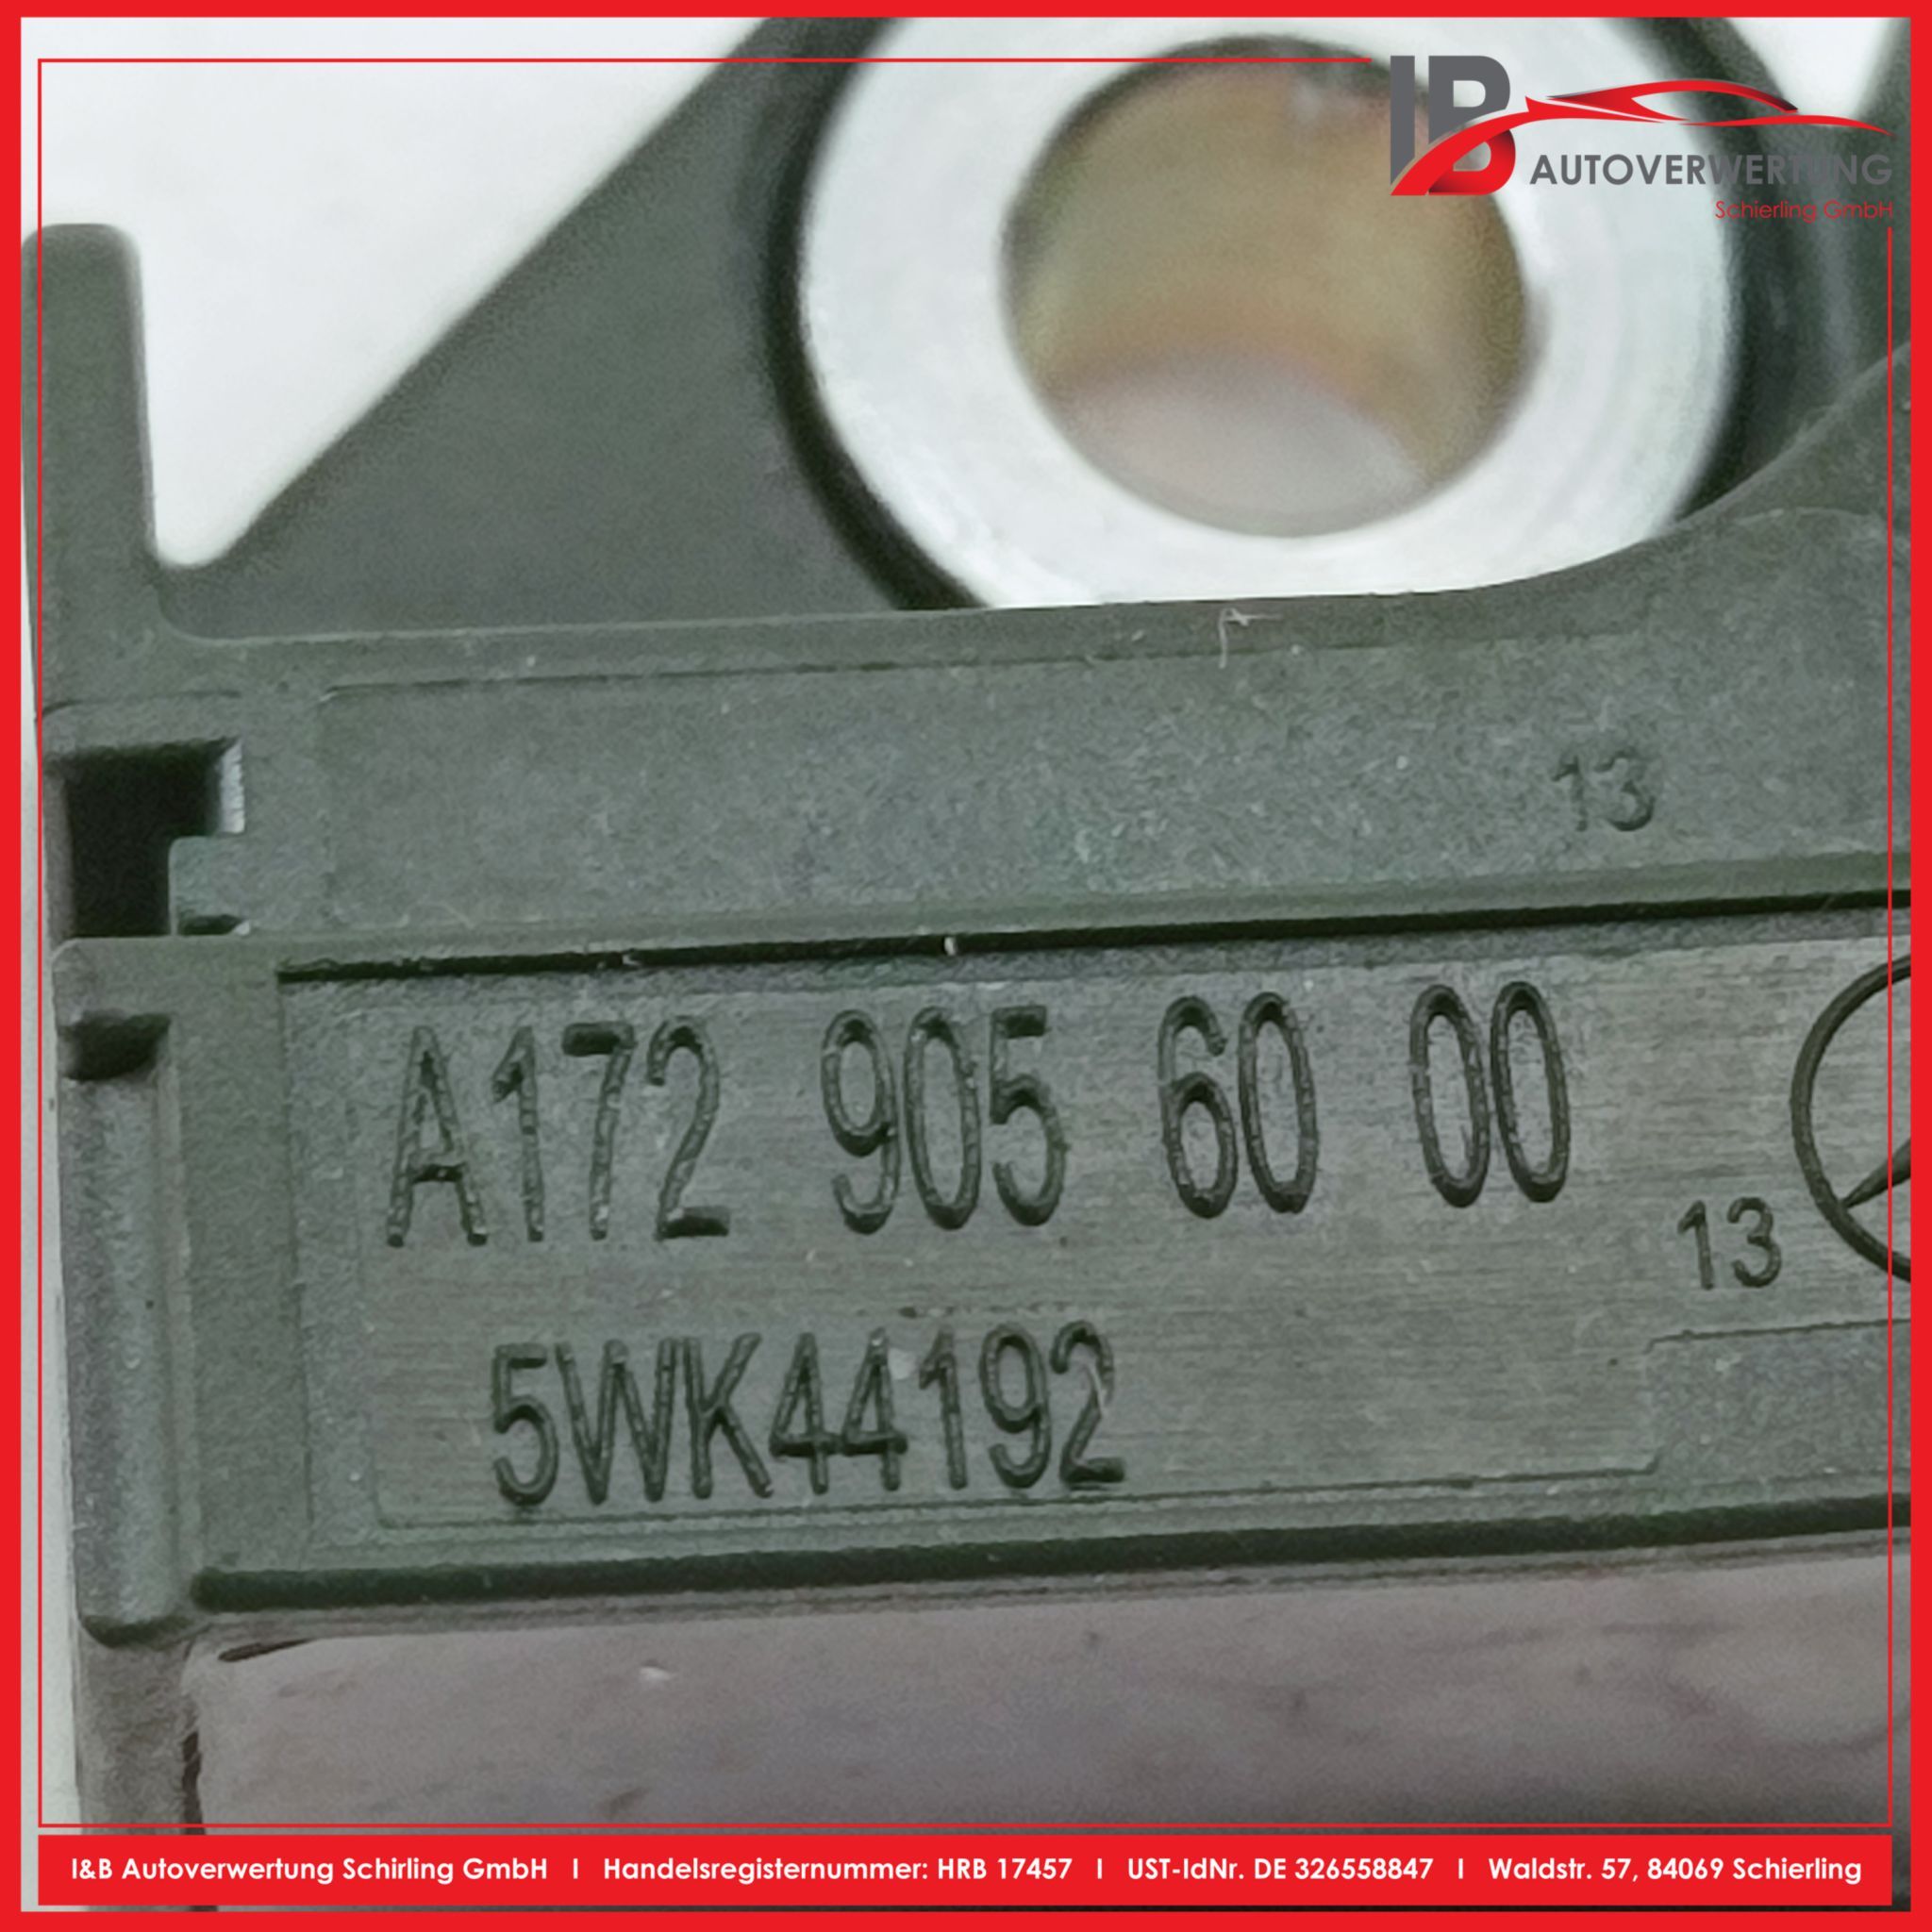 IB
AUTOVERWERTUNG
Schierling GmbH
13
A172 905 60 00
13
5WK44192
I&B Autoverwertung Schirling GmbH I Handelsregisternummer: HRB 17457 I UST-IdNr. DE 326558847 I Waldstr. 57, 84069 Schierling